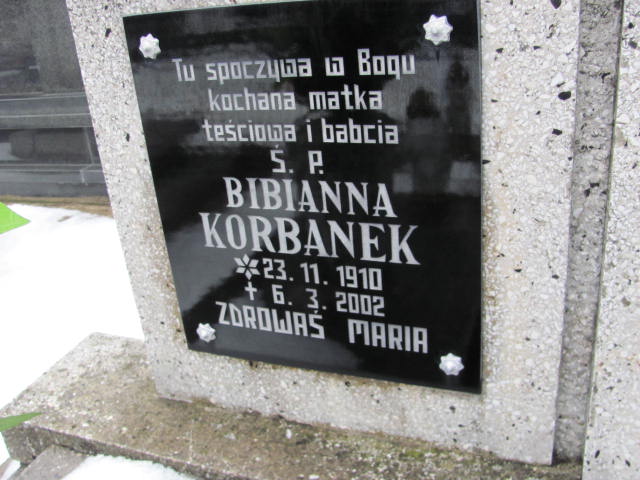 Tu spoczywa w Bogu
kochana matka
teściowa i babcia
Ś. P.
BIBIANNA
KORBANEK
* 23. 11. 1910
✝ 6. 3. 2002
ZDROWAŚ MARIA